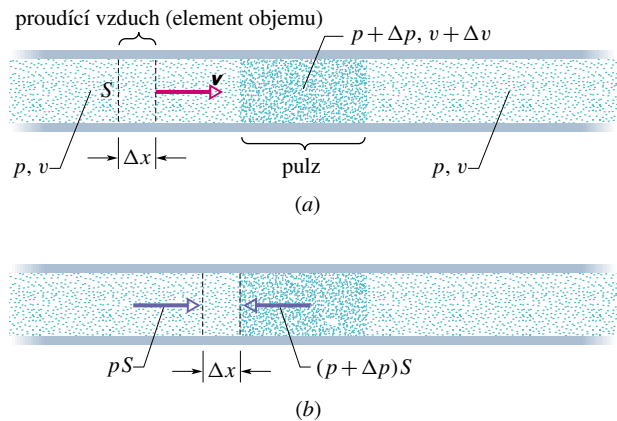 proudící vzduch (element objemu)
p + Δp, v + Δv
S
v
Δx
p, v
pulz
p, v
(a)
pS
Δx
(p + Δp)S
(b)